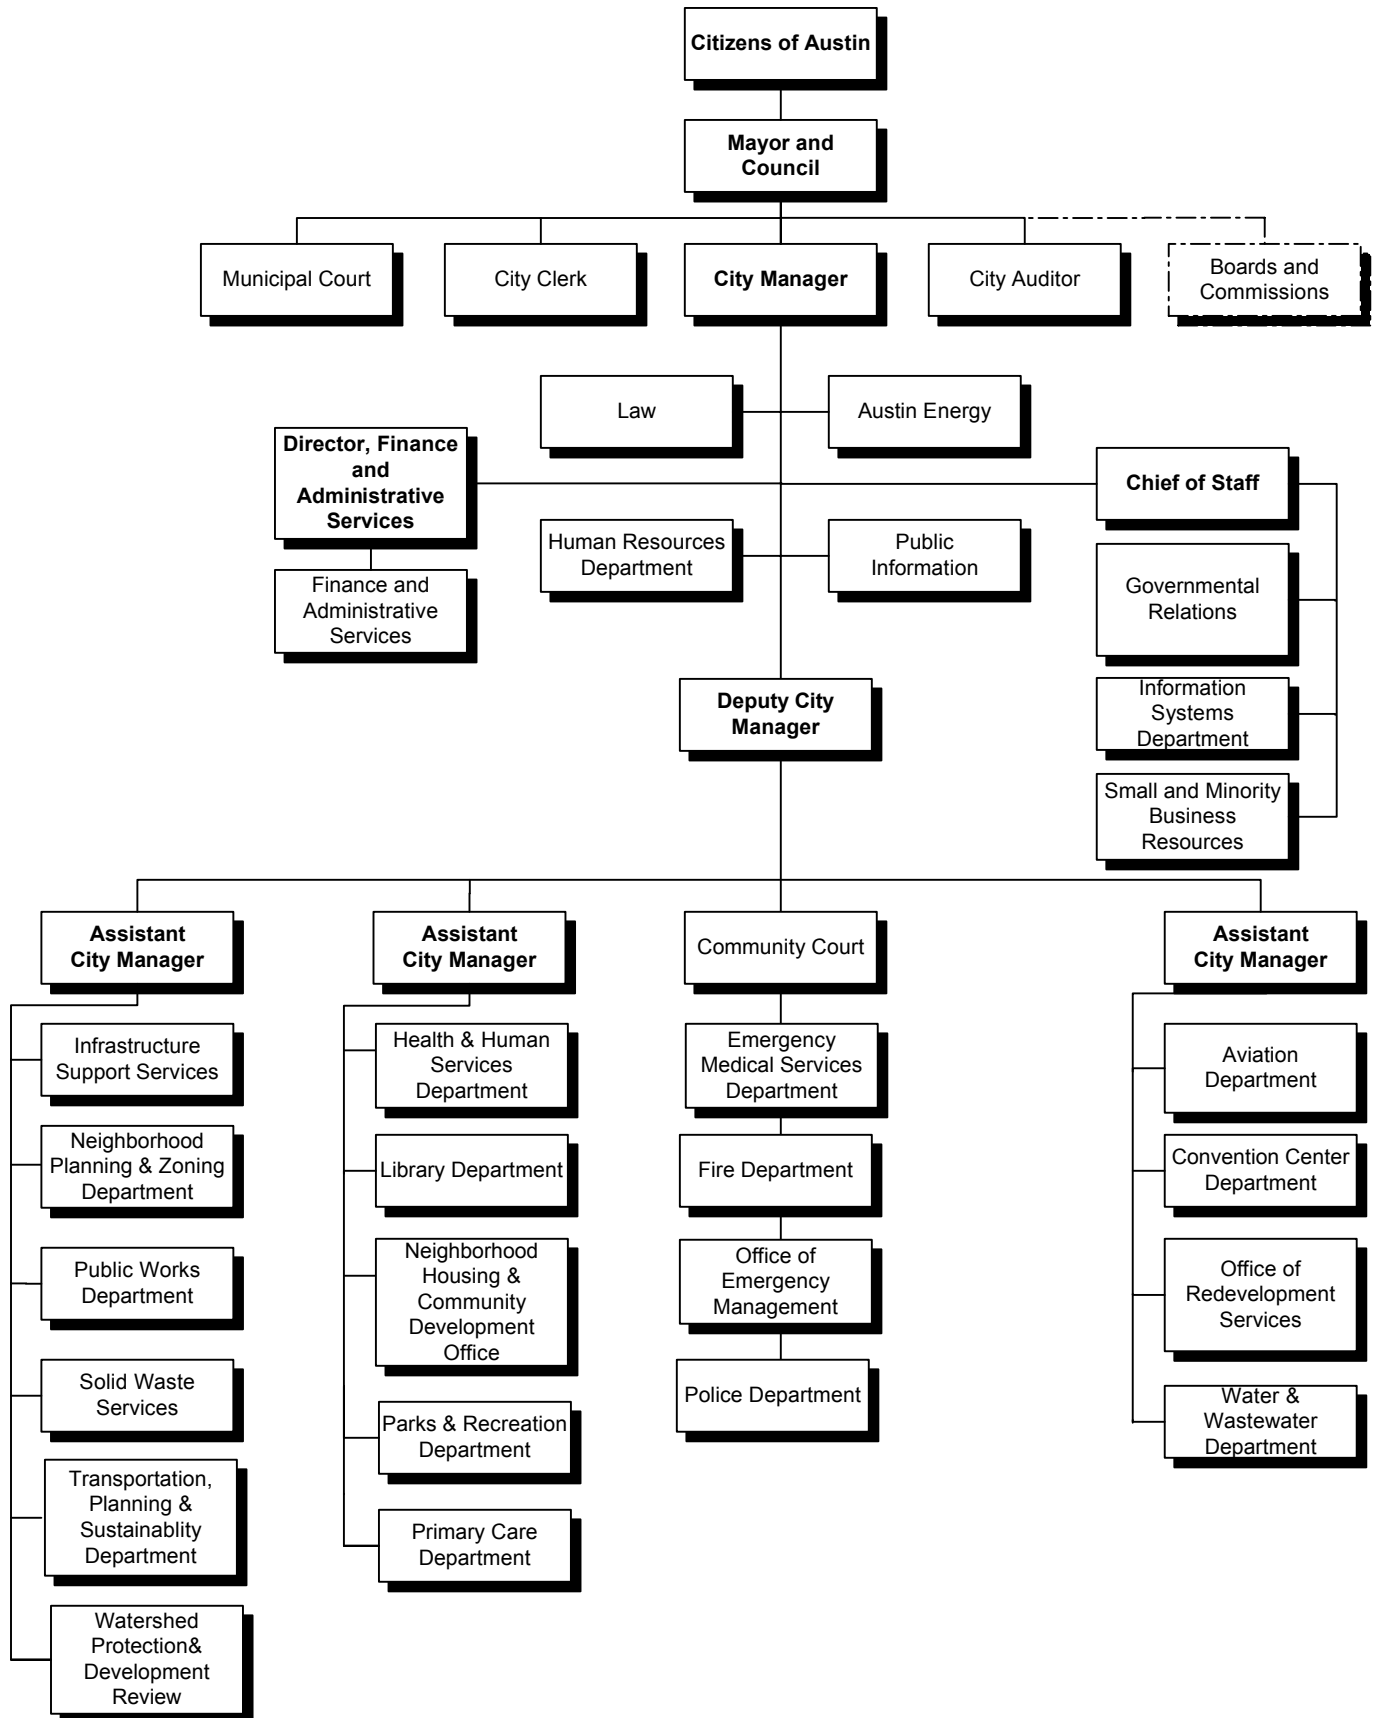 Citizens of Austin
Mayor and
Council
Municipal Court
City Clerk
City Manager
City Auditor
Boards and
Commissions
Law
Austin Energy
Director, Finance
and
Administrative
Services
Chief of Staff
Human Resources
Department
Public
Information
Finance and
Administrative
Services
Governmental
Relations
Deputy City
Manager
Information
Systems
Department
Small and Minority
Business
Resources
Assistant
City Manager
Assistant
City Manager
Community Court
Assistant
City Manager
Infrastructure
Support Services
Health & Human
Services
Department
Emergency
Medical Services
Department
Aviation
Department
Neighborhood
Planning & Zoning
Department
Library Department
Fire Department
Convention Center
Department
Public Works
Department
Neighborhood
Housing &
Community
Development
Office
Office of
Emergency
Management
Office of
Redevelopment
Services
Solid Waste
Services
Parks & Recreation
Department
Police Department
Water &
Wastewater
Department
Transportation,
Planning &
Sustainablity
Department
Primary Care
Department
Watershed
Protection&
Development
Review